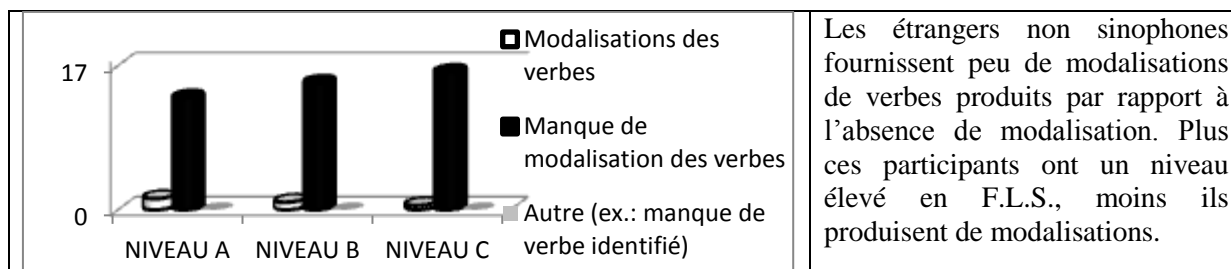 17
0
NIVEAU A
NIVEAU B
NIVEAU C
Modalisations des
verbes
Manque de
modalisation des verbes
Autre (ex.: manque de
verbe identifié)
Les étrangers non sinophones
fournissent peu de modalisations
de verbes produits par rapport à
l’absence de modalisation. Plus
ces participants ont un niveau
élevé en F.L.S., moins ils
produisent de modalisations.